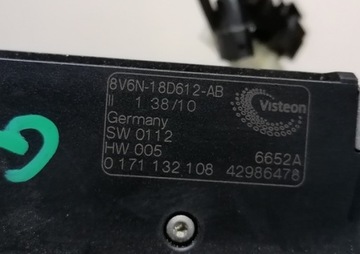 8V6N-18D612-AB
II 1 38/10
Germany
SW 0112
HW 005
0 171 132 108
Visteon
6652A
42986478